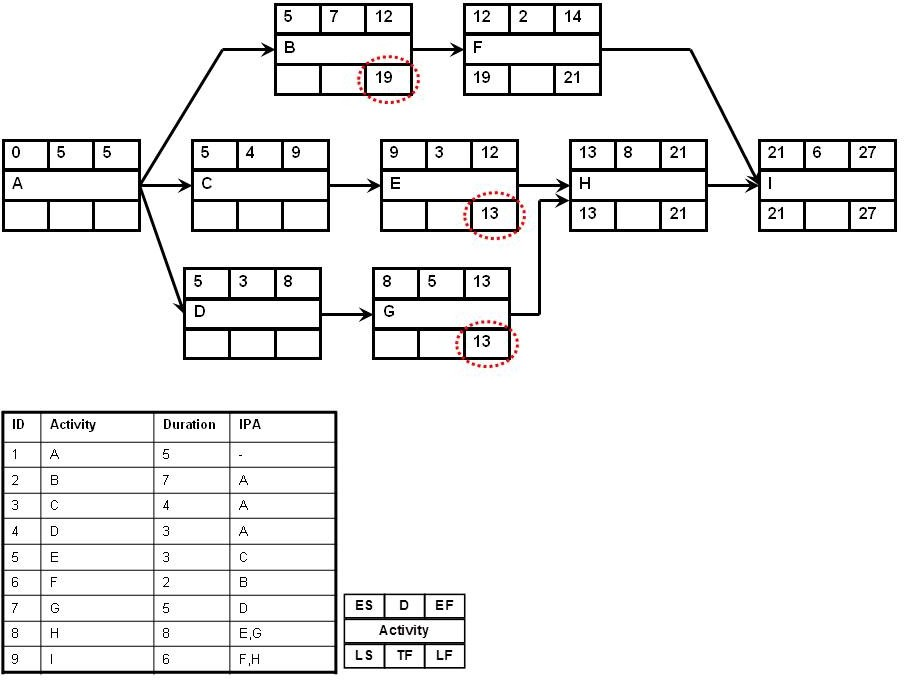 5 7 12
B
19
12 2 14
F
19 21
0 5 5
A
5 4 9
C
9 3 12
E
13
13 8 21
H
13 21
21 6 27
I
21 27
5 3 8
D
8 5 13
G
13
ID Activity Duration IPA
1 A 5 -
2 B 7 A
3 C 4 A
4 D 3 A
5 E 3 C
6 F 2 B
7 G 5 D
8 H 8 E,G
9 I 6 F,H
ES D EF
Activity
LS TF LF